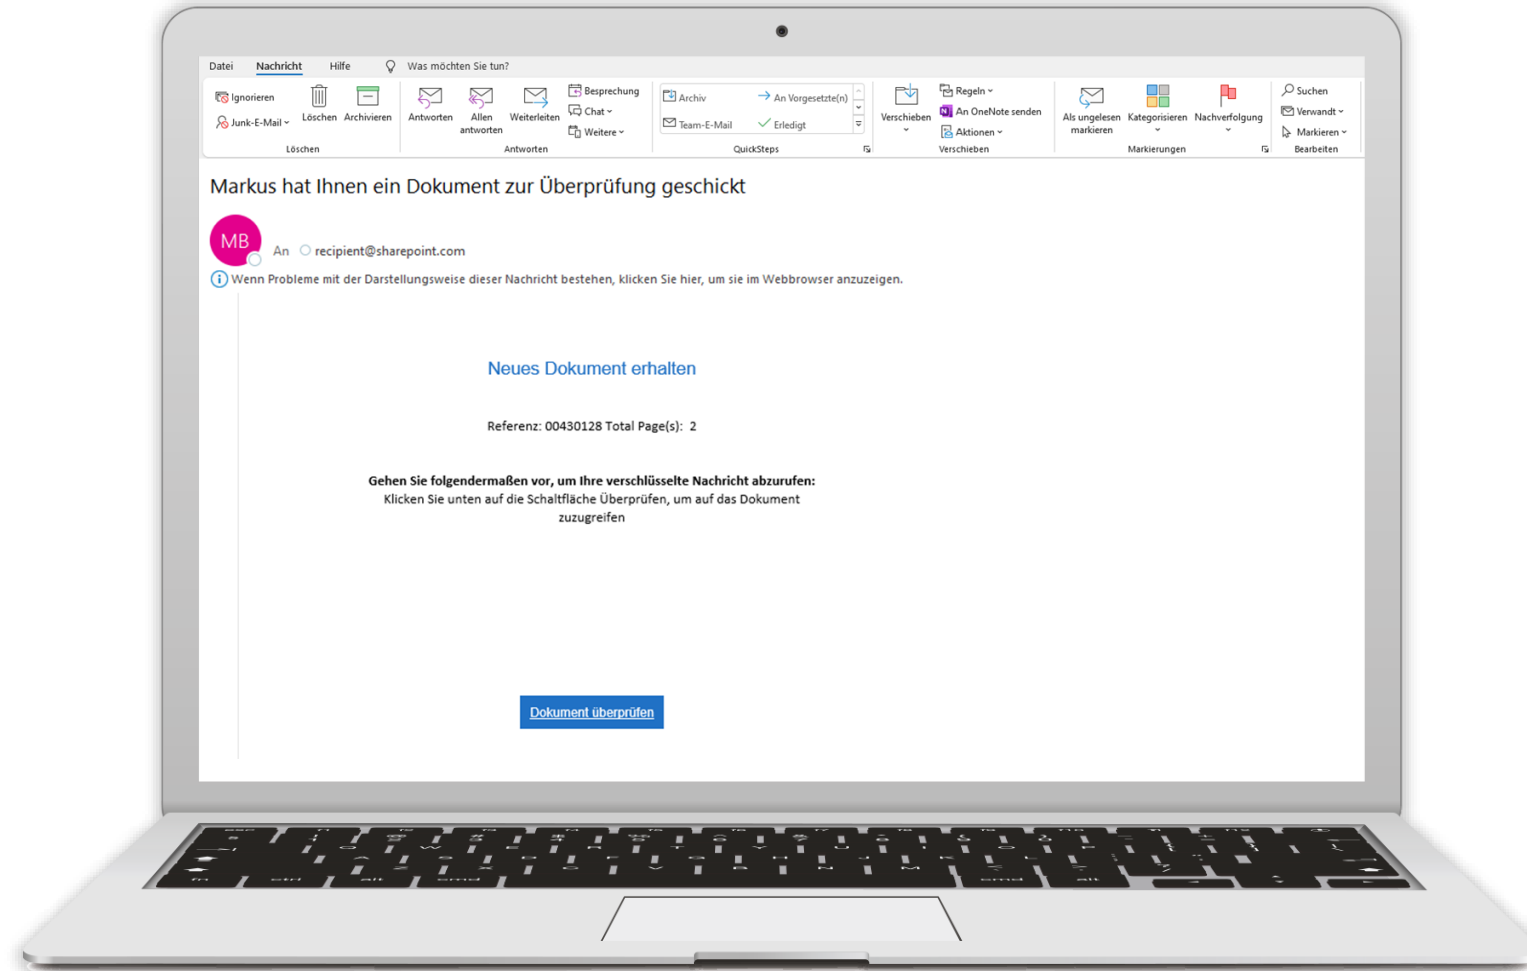 Datei Nachricht Hilfe Was möchten Sie tun?
Ignorieren
Junk-E-Mail
Löschen Archivieren
Löschen
Antworten Allen antworten Weiterleiten
Besprechung
Chat
Weitere
Antworten
Archiv An Vorgesetzte(n)
Team-E-Mail Erledigt
QuickSteps
Verschieben
Regeln
An OneNote senden
Aktionen
Verschieben
Als ungelesen markieren Kategorisieren Nachverfolgung
Markierungen
Suchen
Verwandt
Markieren
Bearbeiten
Markus hat Ihnen ein Dokument zur Überprüfung geschickt
MB
An recipient@sharepoint.com
Wenn Probleme mit der Darstellungsweise dieser Nachricht bestehen, klicken Sie hier, um sie im Webbrowser anzuzeigen.
Neues Dokument erhalten
Referenz: 00430128 Total Page(s): 2
Gehen Sie folgendermaßen vor, um Ihre verschlüsselte Nachricht abzurufen:
Klicken Sie unten auf die Schaltfläche Überprüfen, um auf das Dokument
zuzugreifen
Dokument überprüfen